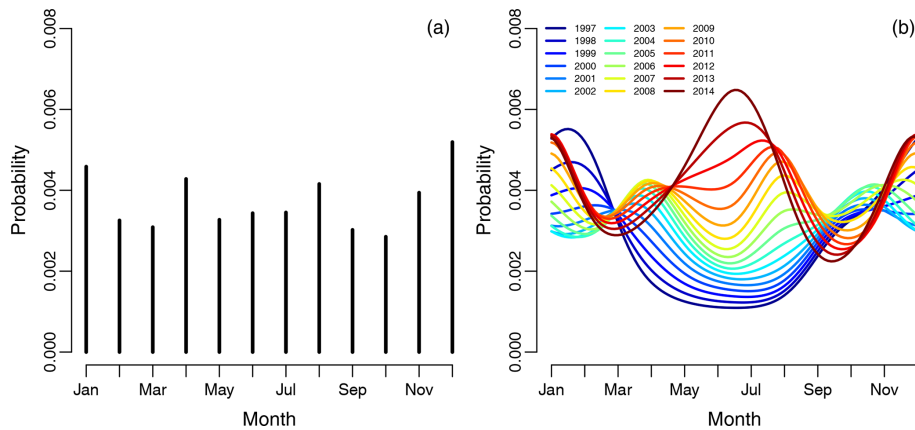 (a)
Probability
0.008
0.006
0.004
0.002
0.000
Jan Mar May Jul Sep Nov
Month
(b)
Probability
0.008
0.006
0.004
0.002
0.000
1997 2003 2009
1998 2004 2010
1999 2005 2011
2000 2006 2012
2001 2007 2013
2002 2008 2014
Jan Mar May Jul Sep Nov
Month